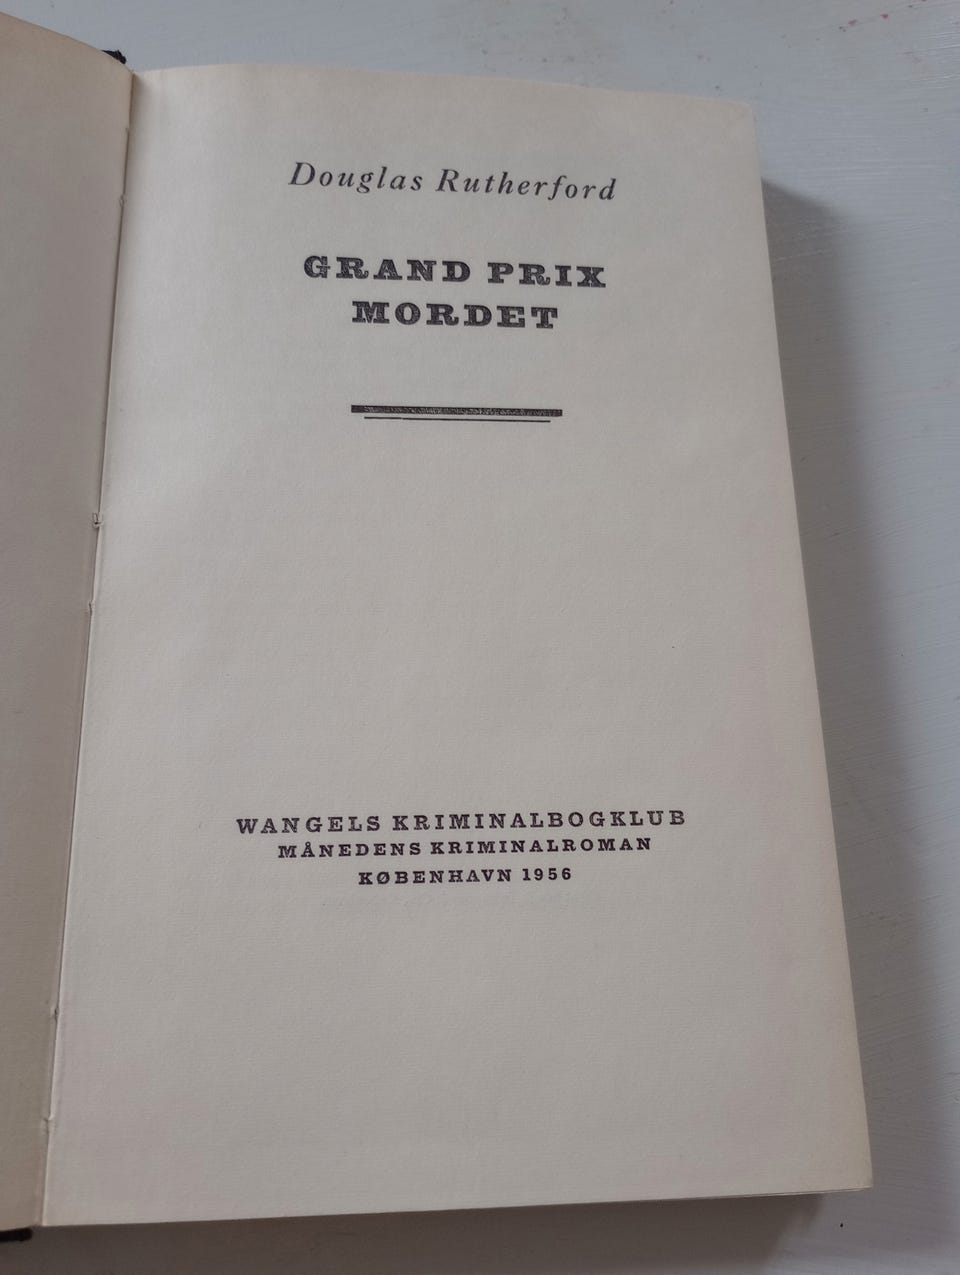 Douglas Rutherford
GRAND PRIX
MORDET
WANGELS KRIMINALBOGKLUB
MÅNEDENS KRIMINALROMAN
KØBENHAVN 1956